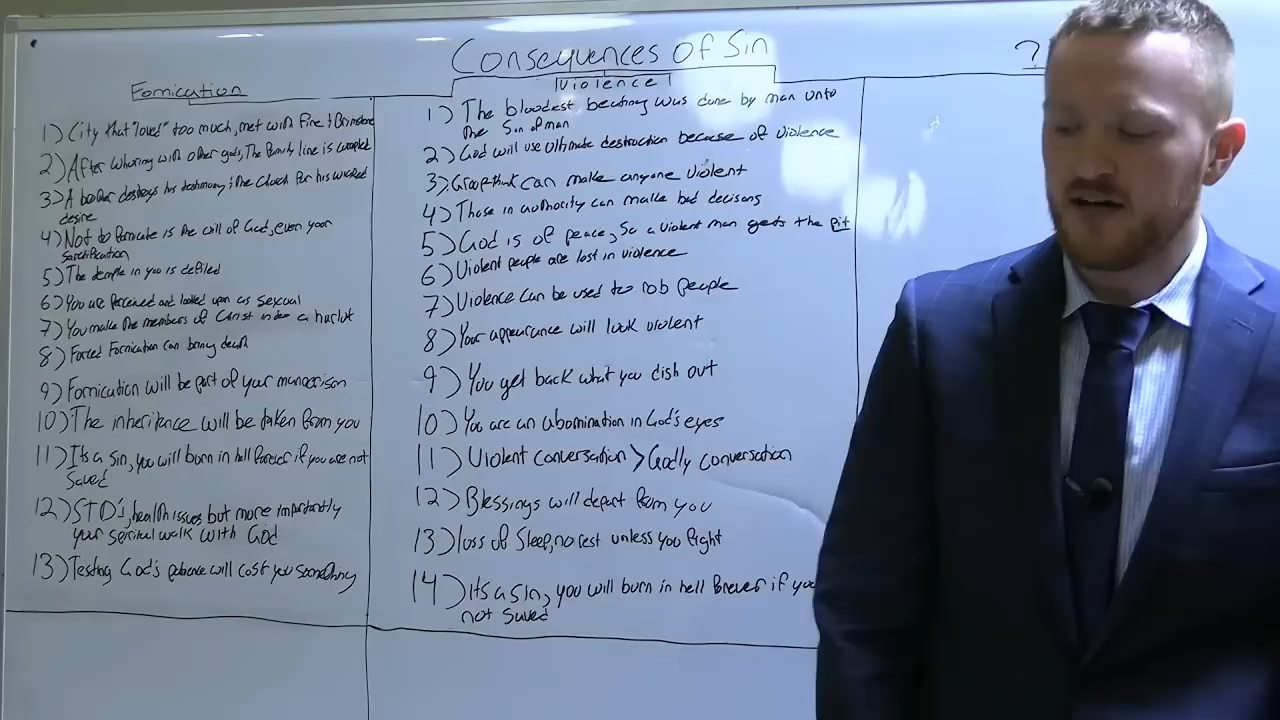 Consequences of Sin
?
Fornication
1) City that "loved" too much, met with Fire & Brimstone
2) After whoring with other gods, The family line is
3) A brother destroys his testimony & the Church for his wicked
desire
4) Not to fornicate is the will of God, even your
Sanctification
5) The temple in you is defiled
6) You are perceived and looked upon as sexual
7) You make the members of Christ into a harlot
8) Forced Fornication can bring death
9) Fornication will be part of your
10) The inheritence will be taken from you
11) Its a sin, you will burn in hell forever if you are not
Saved
12) STD's, health issues but more importantly
your spiritual walk with God
13) Testing God's patience will cost you something
Violence
1) The bloodest beating was done by man unto
the Son of man
2) God will use ultimate destruction because of violence
3) Group that can make anyone violent
4) Those in authority can make bad decisons
5) God is of peace, So a violent man gets the Pit
6) Violent people are lost in violence
7) Violence can be used to rob people
8) Your appearance will look violent
9) You get back what you dish out
10) You are an abomination in God's eyes
11) Violent conversation > Godly conversation
12) Blessings will depart from you
13) loss of Sleep, no rest unless you fight
14) Its a sin, you will burn in hell forever if you
not Saved